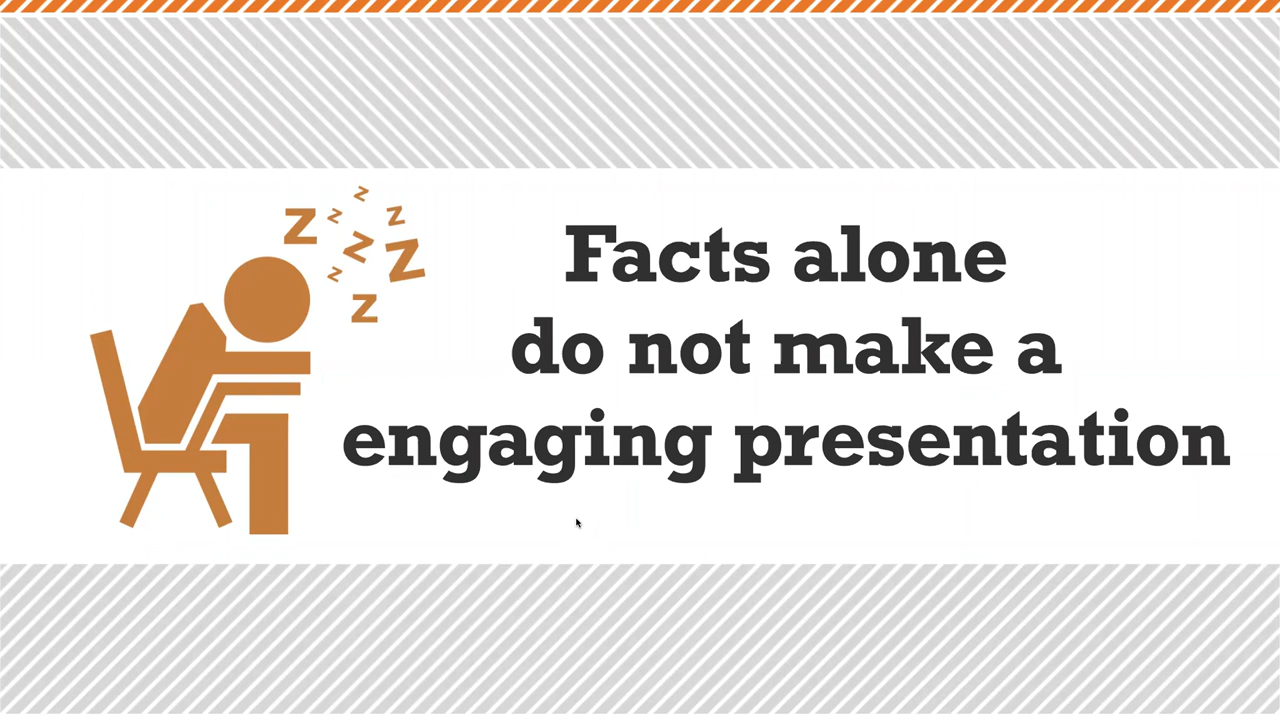 z
z z z
z z
z
z
Facts alone
do not make a
engaging presentation